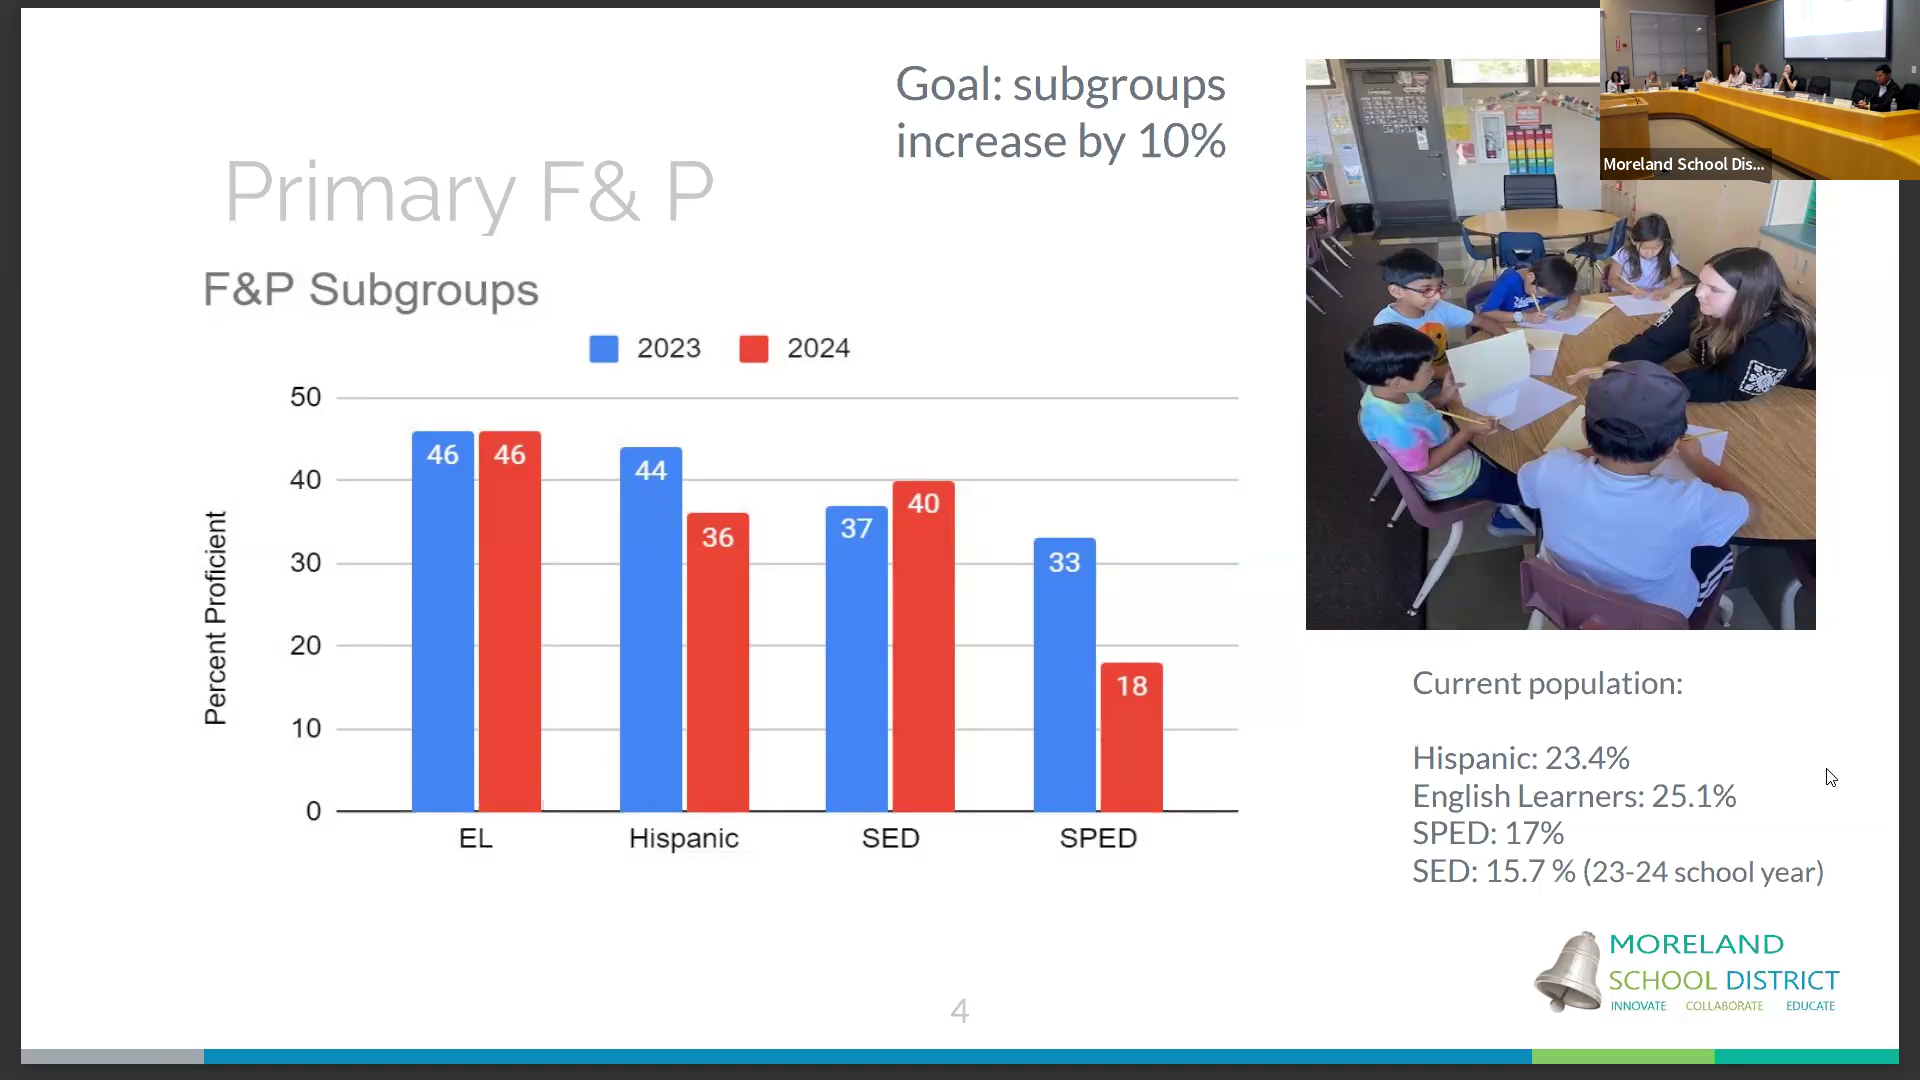 Goal: subgroups
increase by 10%
Moreland School Dis...
Primary F& P
F&P Subgroups
2023
2024
Percent Proficient
50
40
30
20
10
0
46
46
44
36
37
40
33
18
EL
Hispanic
SED
SPED
Current population:
Hispanic: 23.4%
English Learners: 25.1%
SPED: 17%
SED: 15.7 % (23-24 school year)
MORELAND
SCHOOL DISTRICT
INNOVATE COLLABORATE EDUCATE
4